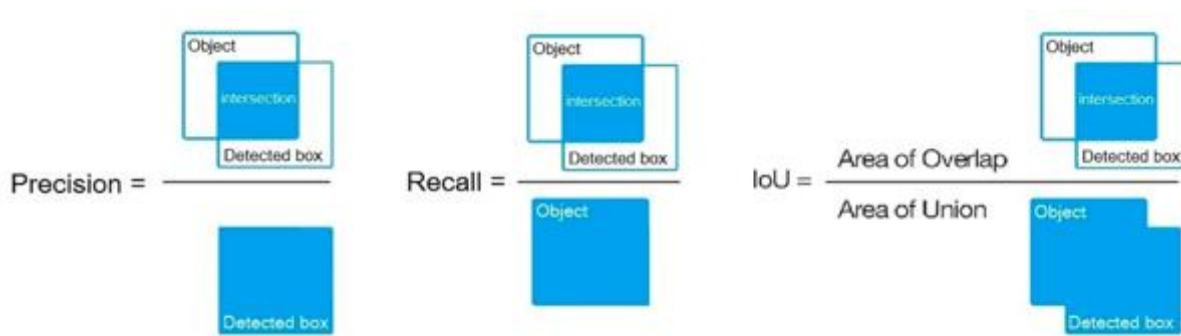 Precision =
Object
intersection
Detected box
Detected box
Recall =
Object
intersection
Detected box
Object
IoU =
Area of Overlap
Area of Union
Object
intersection
Detected box
Object
Detected box